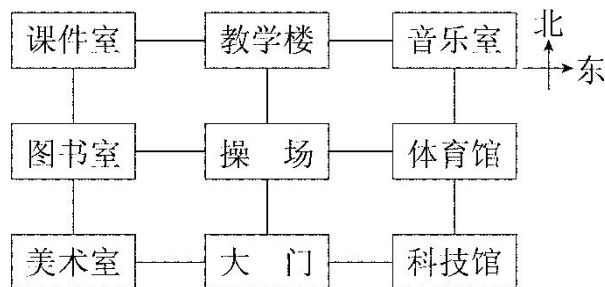 课件室 教学楼 音乐室 北
东
图书室 操 场 体育馆
美术室 大 门 科技馆